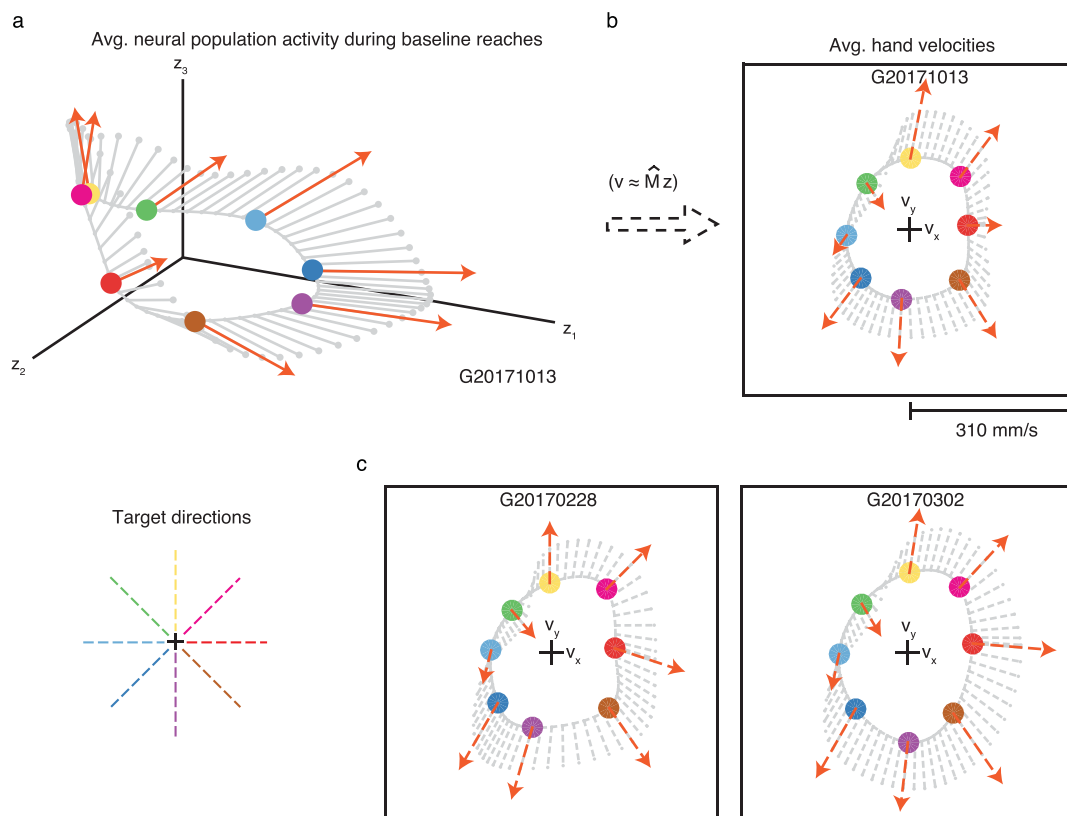 a
Avg. neural population activity during baseline reaches
z3
z1
z2
G20171013
b
Avg. hand velocities
G20171013
(v ≈ M̂ z)
vy
vx
310 mm/s
Target directions
c
G20170228
vy
vx
G20170302
vy
vx